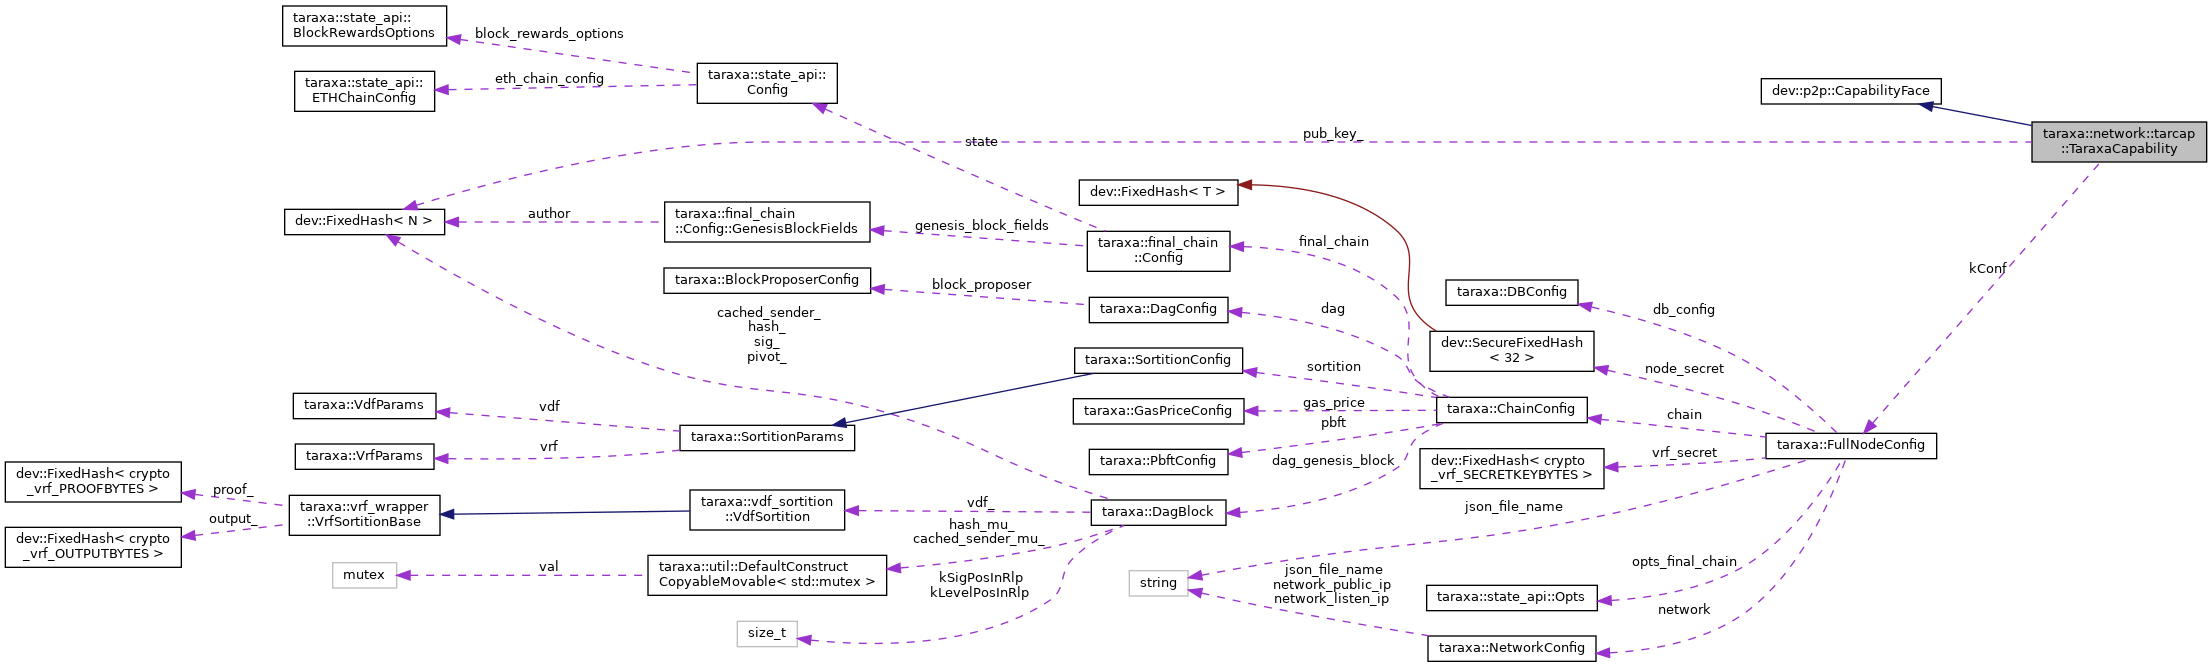 taraxa::state_api::
BlockRewardsOptions
block_rewards_options
taraxa::state_api::
ETHChainConfig
eth_chain_config
taraxa::state_api::
Config
dev::p2p::CapabilityFace
taraxa::network::tarcap
::TaraxaCapability
pub_key_
state
dev::FixedHash< T >
dev::FixedHash< N >
author
taraxa::final_chain
::Config::GenesisBlockFields
genesis_block_fields
taraxa::final_chain
::Config
final_chain
kConf
taraxa::BlockProposerConfig
block_proposer
taraxa::DagConfig
dag
taraxa::DBConfig
db_config
cached_sender_
hash_
sig_
pivot_
taraxa::SortitionConfig
sortition
dev::SecureFixedHash
< 32 >
node_secret
taraxa::VdfParams
vdf
taraxa::GasPriceConfig
gas_price
taraxa::ChainConfig
chain
taraxa::VrfParams
vrf
taraxa::SortitionParams
pbft
taraxa::PbftConfig
dag_genesis_block
taraxa::FullNodeConfig
dev::FixedHash< crypto
_vrf_SECRETKEYBYTES >
vrf_secret
dev::FixedHash< crypto
_vrf_PROOFBYTES >
proof_
taraxa::vrf_wrapper
::VrfSortitionBase
output_
dev::FixedHash< crypto
_vrf_OUTPUTBYTES >
taraxa::vdf_sortition
::VdfSortition
vdf_
taraxa::DagBlock
json_file_name
hash_mu_
cached_sender_mu_
mutex
val
taraxa::util::DefaultConstruct
CopyableMovable< std::mutex >
kSigPosInRlp
kLevelPosInRlp
size_t
string
json_file_name
network_public_ip
network_listen_ip
opts_final_chain
taraxa::state_api::Opts
network
taraxa::NetworkConfig